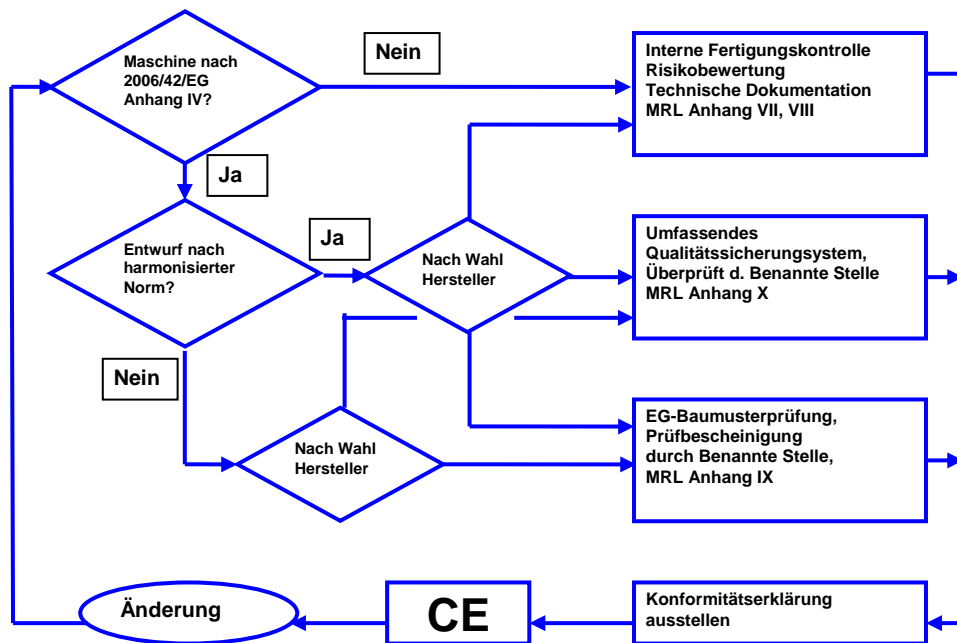 Nein
Maschine nach
2006/42/EG
Anhang IV?
Interne Fertigungskontrolle
Risikobewertung
Technische Dokumentation
MRL Anhang VII, VIII
Ja
Entwurf nach
harmonisierter
Norm?
Ja
Nach Wahl
Hersteller
Umfassendes
Qualitätssicherungsystem,
Überprüft d. Benannte Stelle
MRL Anhang X
Nein
Nach Wahl
Hersteller
EG-Baumusterprüfung,
Prüfbescheinigung
durch Benannte Stelle,
MRL Anhang IX
Änderung
CE
Konformitätserklärung
ausstellen